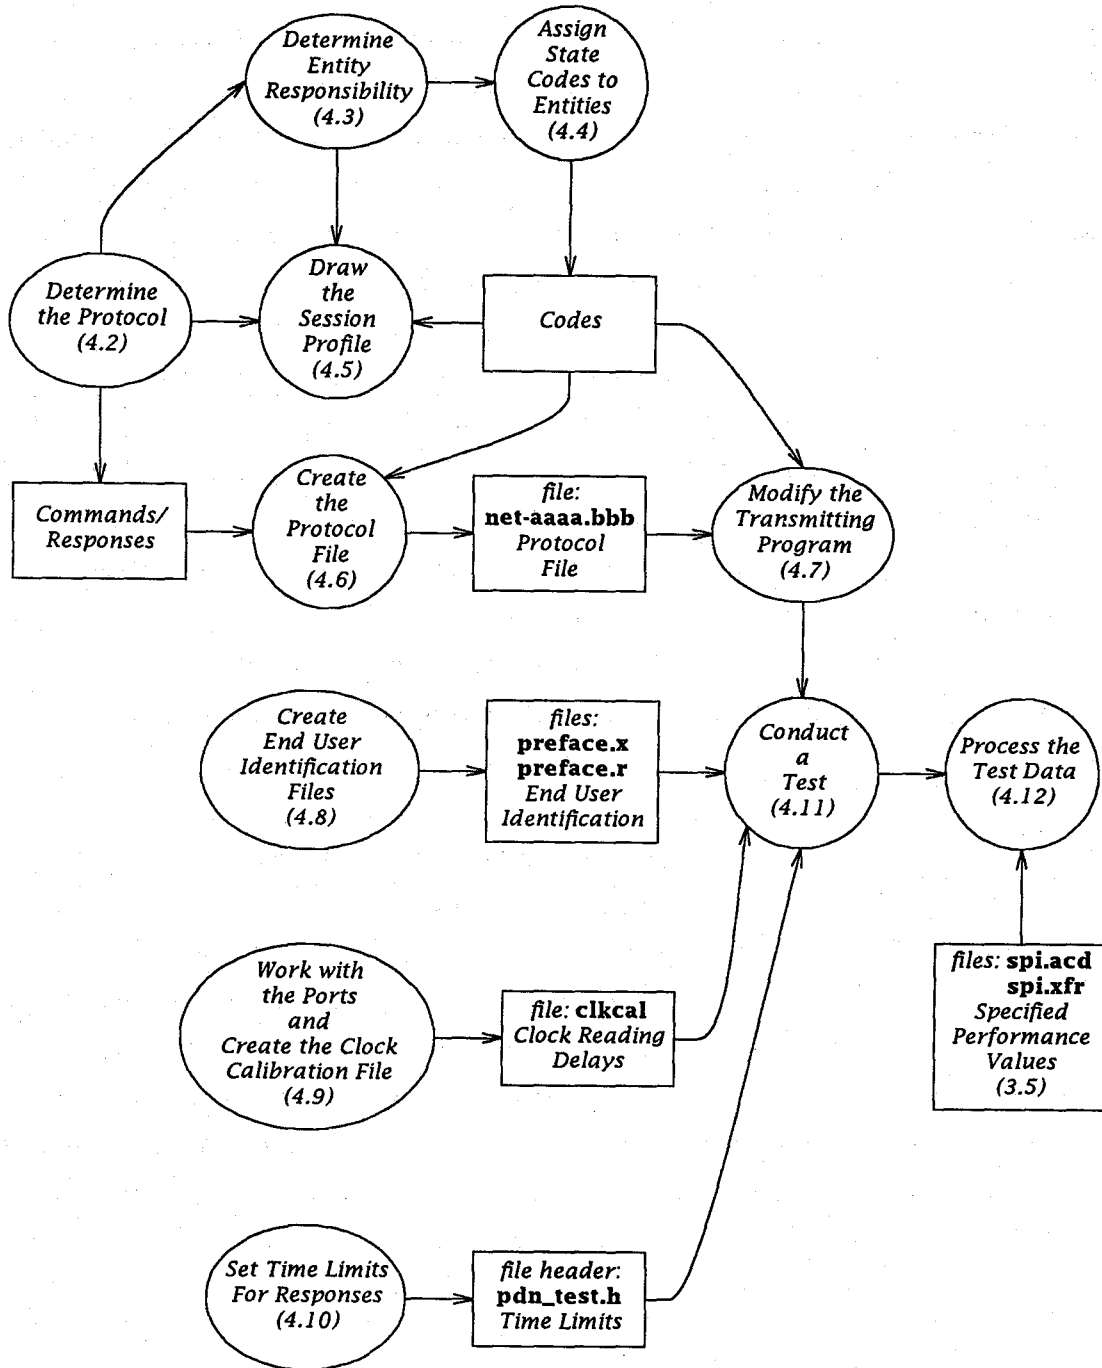 Determine
Entity
Responsibility
(4.3)
Assign
State
Codes to
Entities
(4.4)
Determine
the Protocol
(4.2)
Draw
the
Session
Profile
(4.5)
Codes
Commands/
Responses
Create
the
Protocol
File
(4.6)
file:
net-aaaa.bbb
Protocol
File
Modify the
Transmitting
Program
(4.7)
Create
End User
Identification
Files
(4.8)
files:
preface.x
preface.r
End User
Identification
Conduct
a
Test
(4.11)
Process the
Test Data
(4.12)
Work with
the Ports
and
Create the Clock
Calibration File
(4.9)
file: clkcal
Clock Reading
Delays
files: spi.acd
spi.xfr
Specified
Performance
Values
(3.5)
Set Time Limits
For Responses
(4.10)
file header:
pdn_test.h
Time Limits